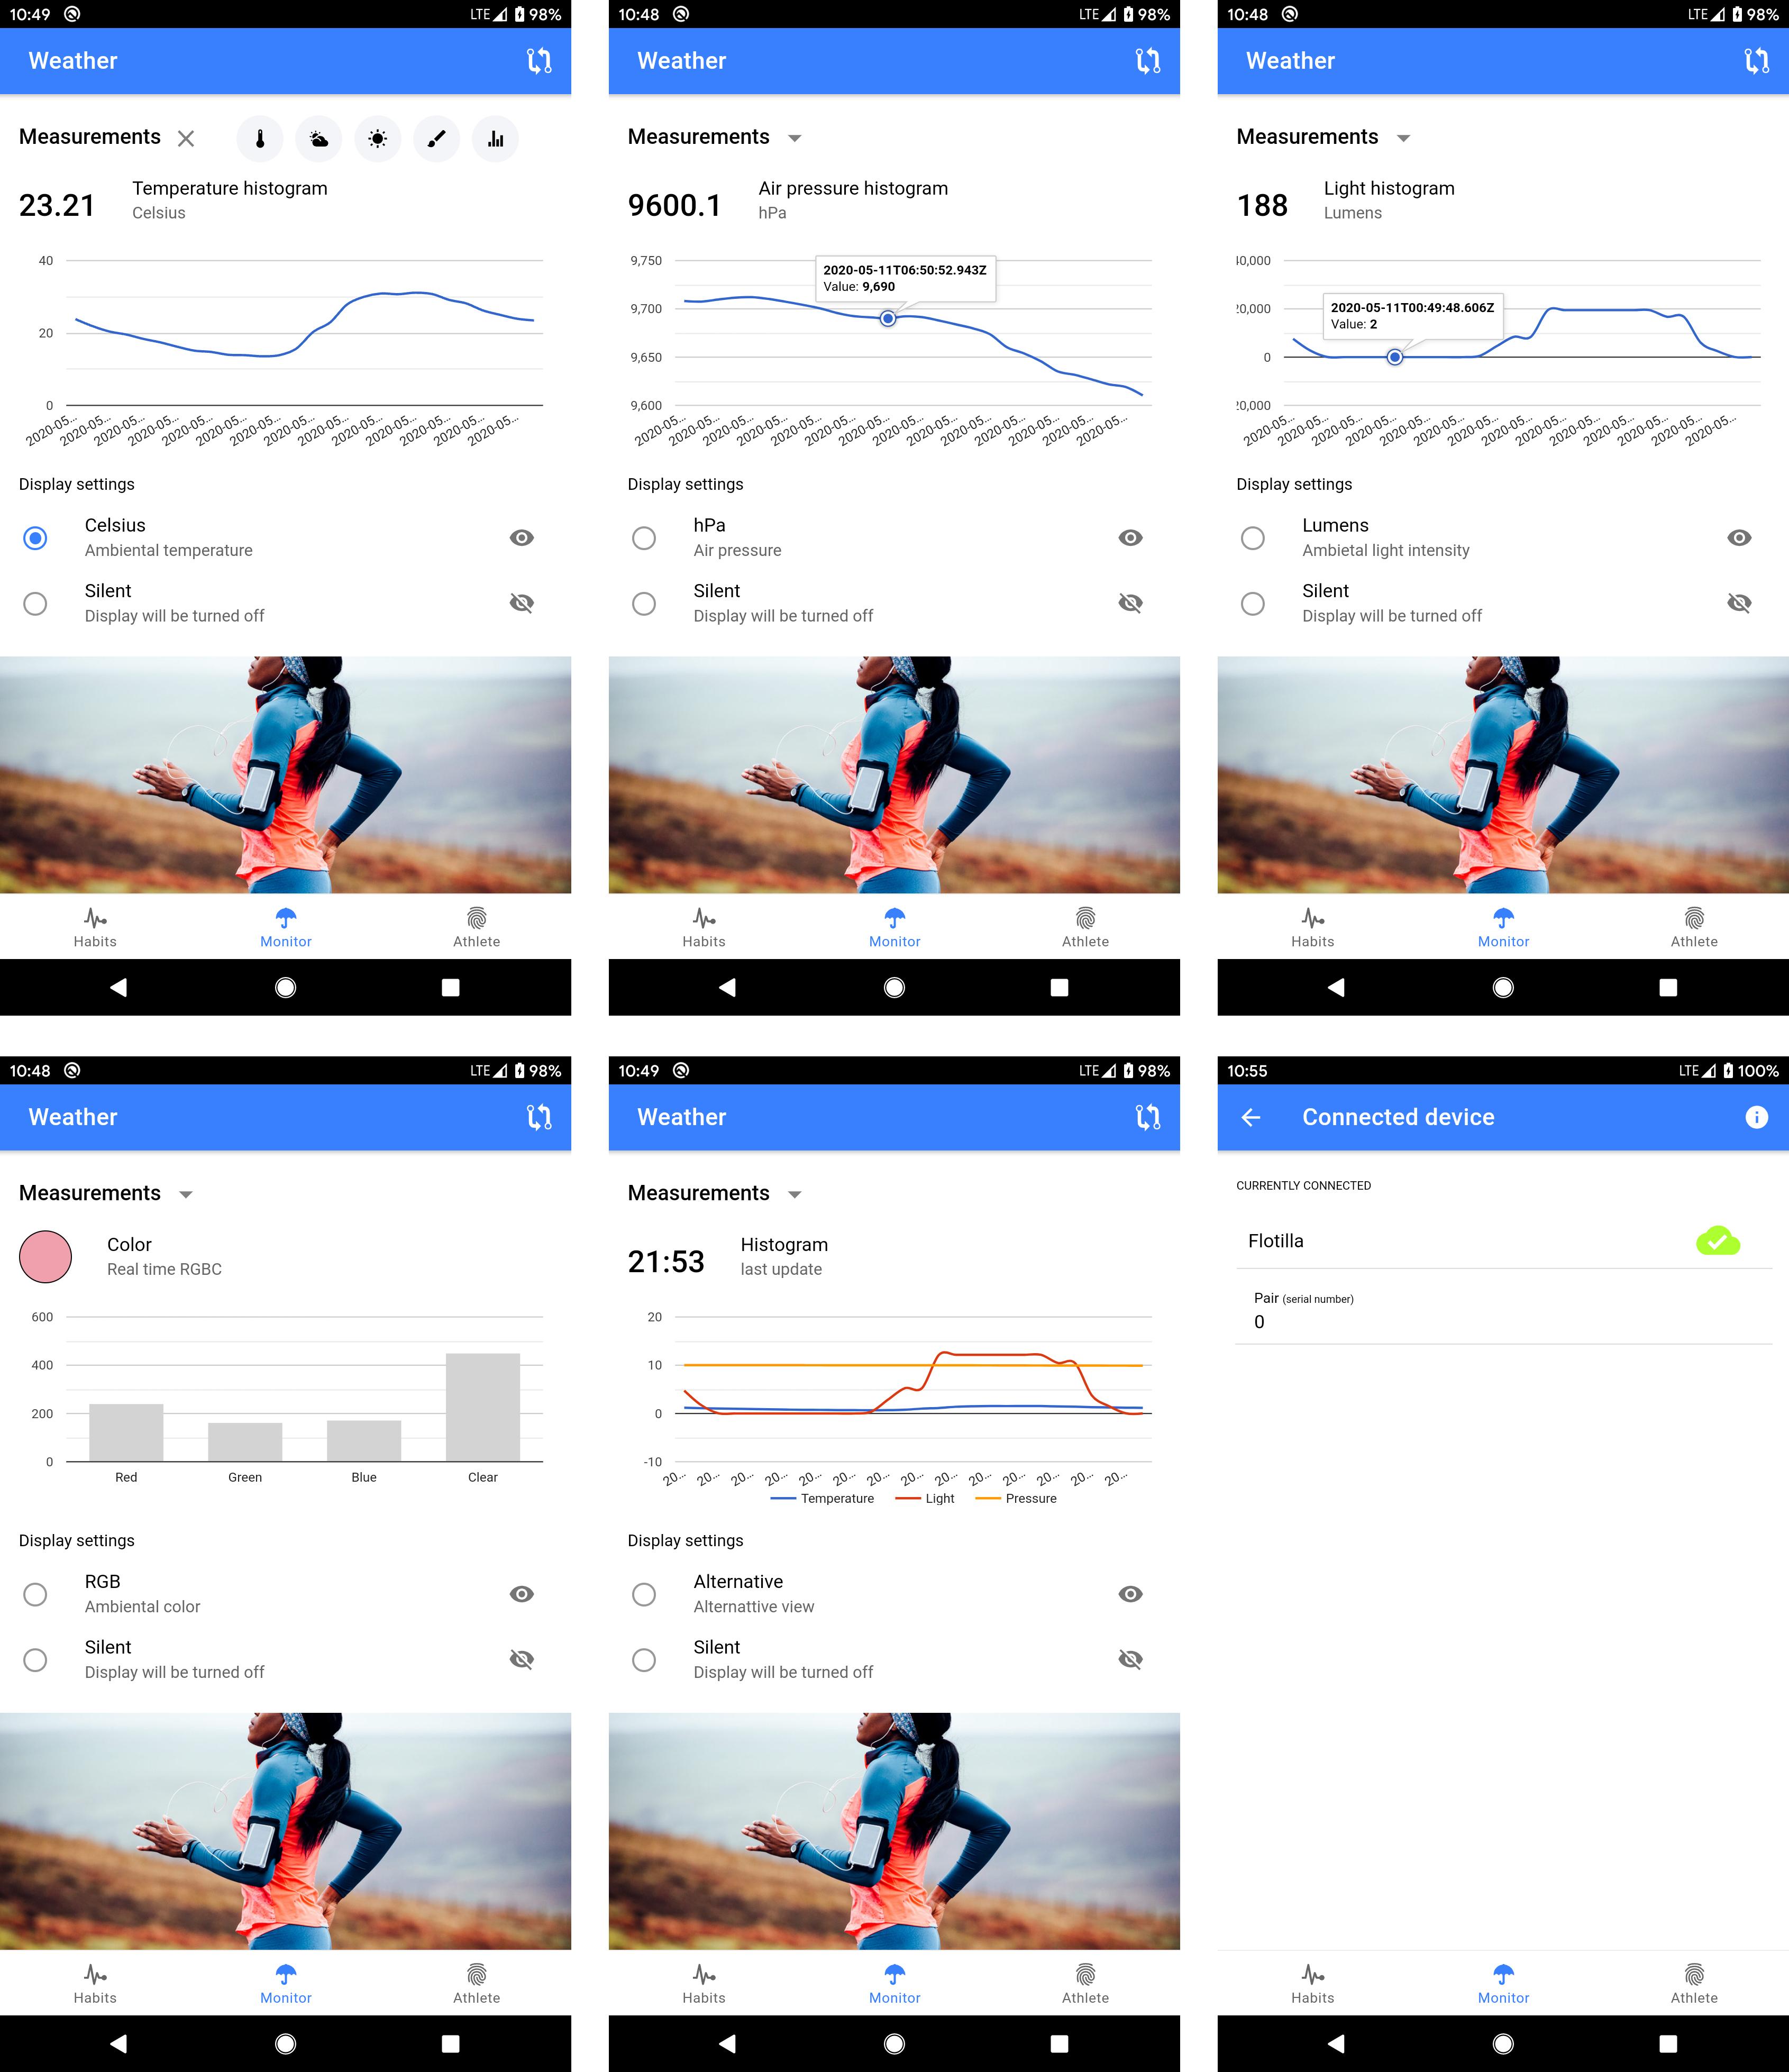 10:49 LTE 98%
Weather
Measurements
23.21
Temperature histogram
Celsius
40
20
0
2020-05... 2020-05... 2020-05... 2020-05... 2020-05... 2020-05... 2020-05... 2020-05... 2020-05... 2020-05... 2020-05... 2020-05... 2020-05... 2020-05...
Display settings
Celsius
Ambiental temperature
Silent
Display will be turned off
Habits Monitor Athlete
10:48 LTE 98%
Weather
Measurements
9600.1
Air pressure histogram
hPa
9,750
2020-05-11T06:50:52.943Z
Value: 9,690
9,700
9,650
9,600
2020-05... 2020-05... 2020-05... 2020-05... 2020-05... 2020-05... 2020-05... 2020-05... 2020-05... 2020-05... 2020-05... 2020-05... 2020-05... 2020-05...
Display settings
hPa
Air pressure
Silent
Display will be turned off
Habits Monitor Athlete
10:48 LTE 98%
Weather
Measurements
188
Light histogram
Lumens
40,000
20,000
2020-05-11T00:49:48.606Z
Value: 2
0
20,000
2020-05... 2020-05... 2020-05... 2020-05... 2020-05... 2020-05... 2020-05... 2020-05... 2020-05... 2020-05... 2020-05... 2020-05... 2020-05... 2020-05...
Display settings
Lumens
Ambietal light intensity
Silent
Display will be turned off
Habits Monitor Athlete
10:48 LTE 98%
Weather
Measurements
Color
Real time RGBC
600
400
200
0
Red Green Blue Clear
Display settings
RGB
Ambiental color
Silent
Display will be turned off
Habits Monitor Athlete
10:49 LTE 98%
Weather
Measurements
21:53
Histogram
last update
20
10
0
-10
20... 20... 20... 20... 20... 20... 20... 20... 20... 20... 20... 20... 20... 20...
Temperature Light Pressure
Display settings
Alternative
Alternattive view
Silent
Display will be turned off
Habits Monitor Athlete
10:55 LTE 100%
Connected device
CURRENTLY CONNECTED
Flotilla
Pair (serial number)
0
Habits Monitor Athlete